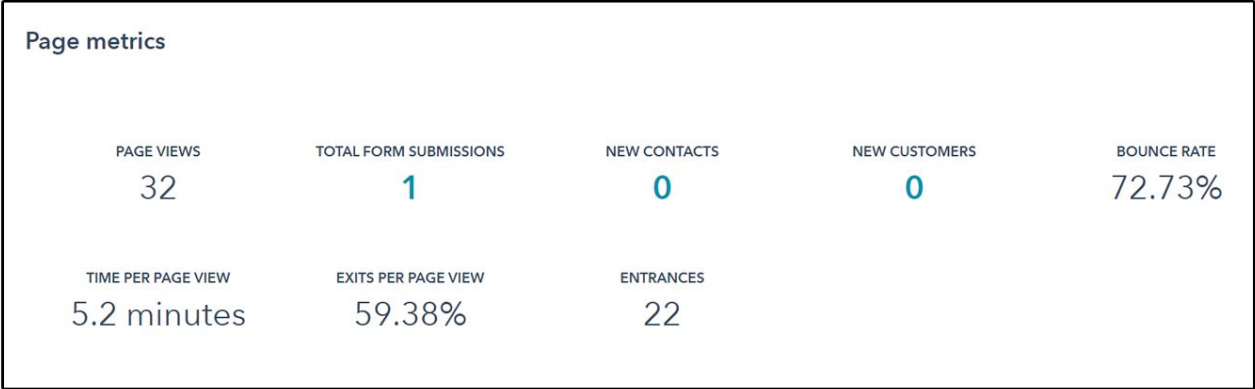 Page metrics
PAGE VIEWS TOTAL FORM SUBMISSIONS NEW CONTACTS NEW CUSTOMERS BOUNCE RATE
32 1 0 0 72.73%
TIME PER PAGE VIEW EXITS PER PAGE VIEW ENTRANCES
5.2 minutes 59.38% 22